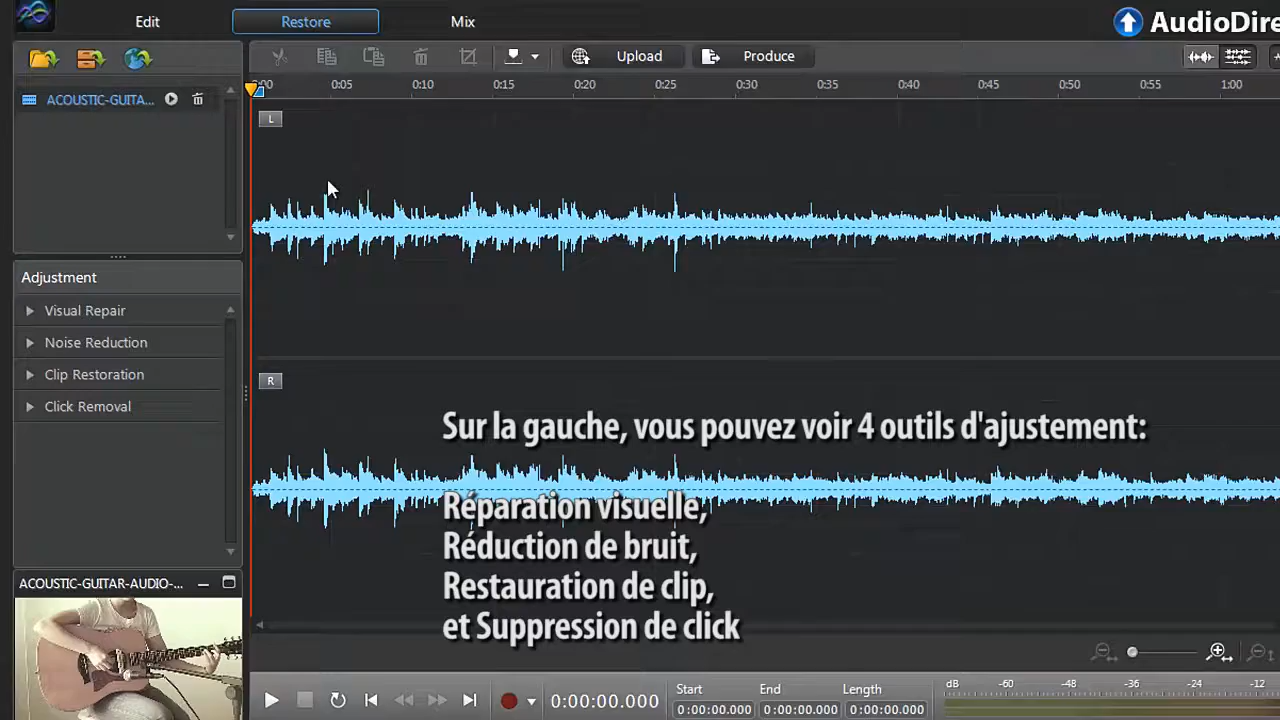 Edit Restore Mix AudioDire
Upload Produce
0:05 0:10 0:15 0:20 0:25 0:30 0:35 0:40 0:45 0:50 0:55 1:00
ACOUSTIC-GUITA...
L
Adjustment
Visual Repair
Noise Reduction
Clip Restoration
Click Removal
R
Sur la gauche, vous pouvez voir 4 outils d'ajustement:
Réparation visuelle,
Réduction de bruit,
Restauration de clip,
et Suppression de click
ACOUSTIC-GUITAR-AUDIO-...
0:00:00.000
Start End Length
0:00:00.000 0:00:00.000 0:00:00.000
dB -60 -48 -36 -24 -12